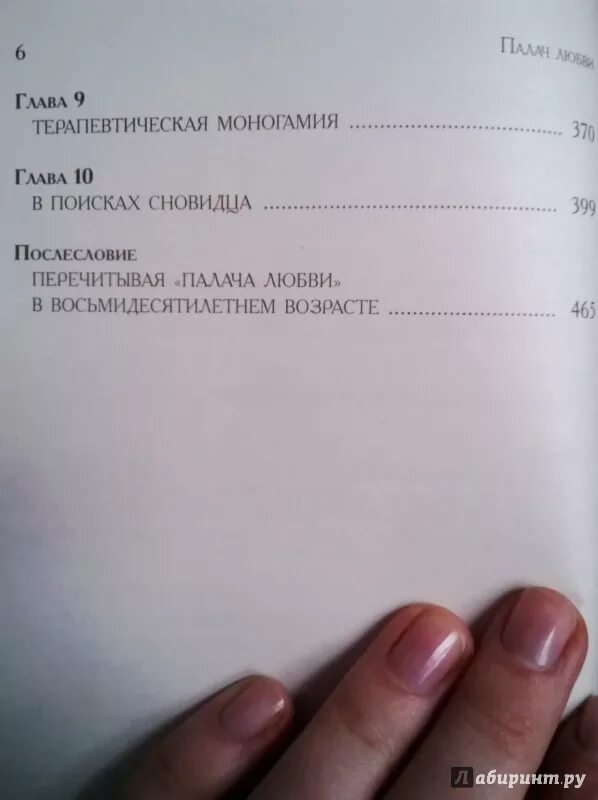 6 Палач любви
Глава 9
ТЕРАПЕВТИЧЕСКАЯ МОНОГАМИЯ ........................................ 370
Глава 10
В ПОИСКАХ СНОВИДЦА ........................................................ 399
Послесловие
ПЕРЕЧИТЫВАЯ «ПАЛАЧА ЛЮБВИ»
В ВОСЬМИДЕСЯТИЛЕТНЕМ ВОЗРАСТЕ ................................ 465
Лабиринт.ру